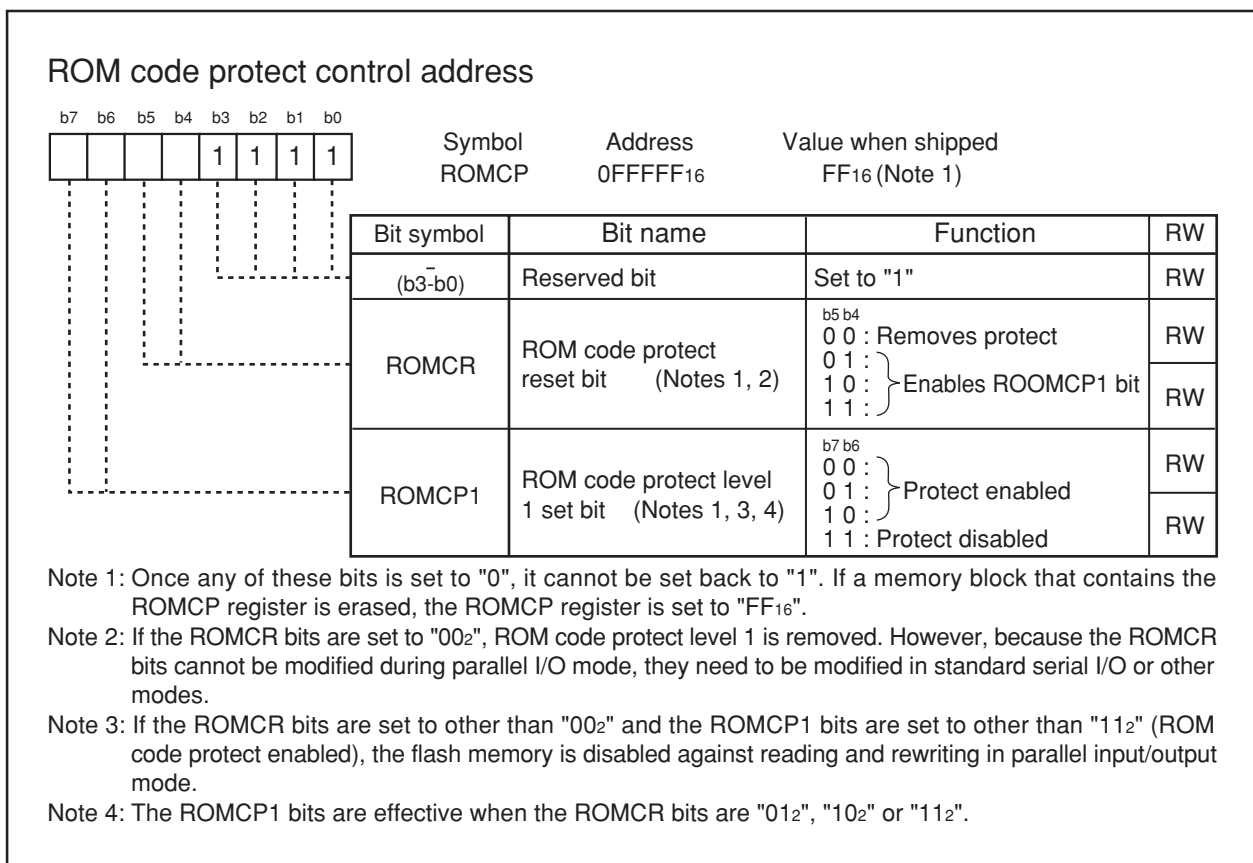 ROM code protect control address
b7 b6 b5 b4 b3 b2 b1 b0
1 1 1 1
Symbol Address Value when shipped
ROMCP 0FFFFF16 FF16 (Note 1)
Bit symbol Bit name Function RW
–
(b3-b0) Reserved bit Set to "1" RW
ROMCR ROM code protect
reset bit (Notes 1, 2)
b5 b4
0 0 : Removes protect
0 1 :
1 0 : Enables ROOMCP1 bit
1 1 :
RW
RW
ROMCP1 ROM code protect level
1 set bit (Notes 1, 3, 4)
b7 b6
0 0 :
0 1 : Protect enabled
1 0 :
1 1 : Protect disabled
RW
RW
Note 1: Once any of these bits is set to "0", it cannot be set back to "1". If a memory block that contains the
ROMCP register is erased, the ROMCP register is set to "FF16".
Note 2: If the ROMCR bits are set to "002", ROM code protect level 1 is removed. However, because the ROMCR
bits cannot be modified during parallel I/O mode, they need to be modified in standard serial I/O or other
modes.
Note 3: If the ROMCR bits are set to other than "002" and the ROMCP1 bits are set to other than "112" (ROM
code protect enabled), the flash memory is disabled against reading and rewriting in parallel input/output
mode.
Note 4: The ROMCP1 bits are effective when the ROMCR bits are "012", "102" or "112".